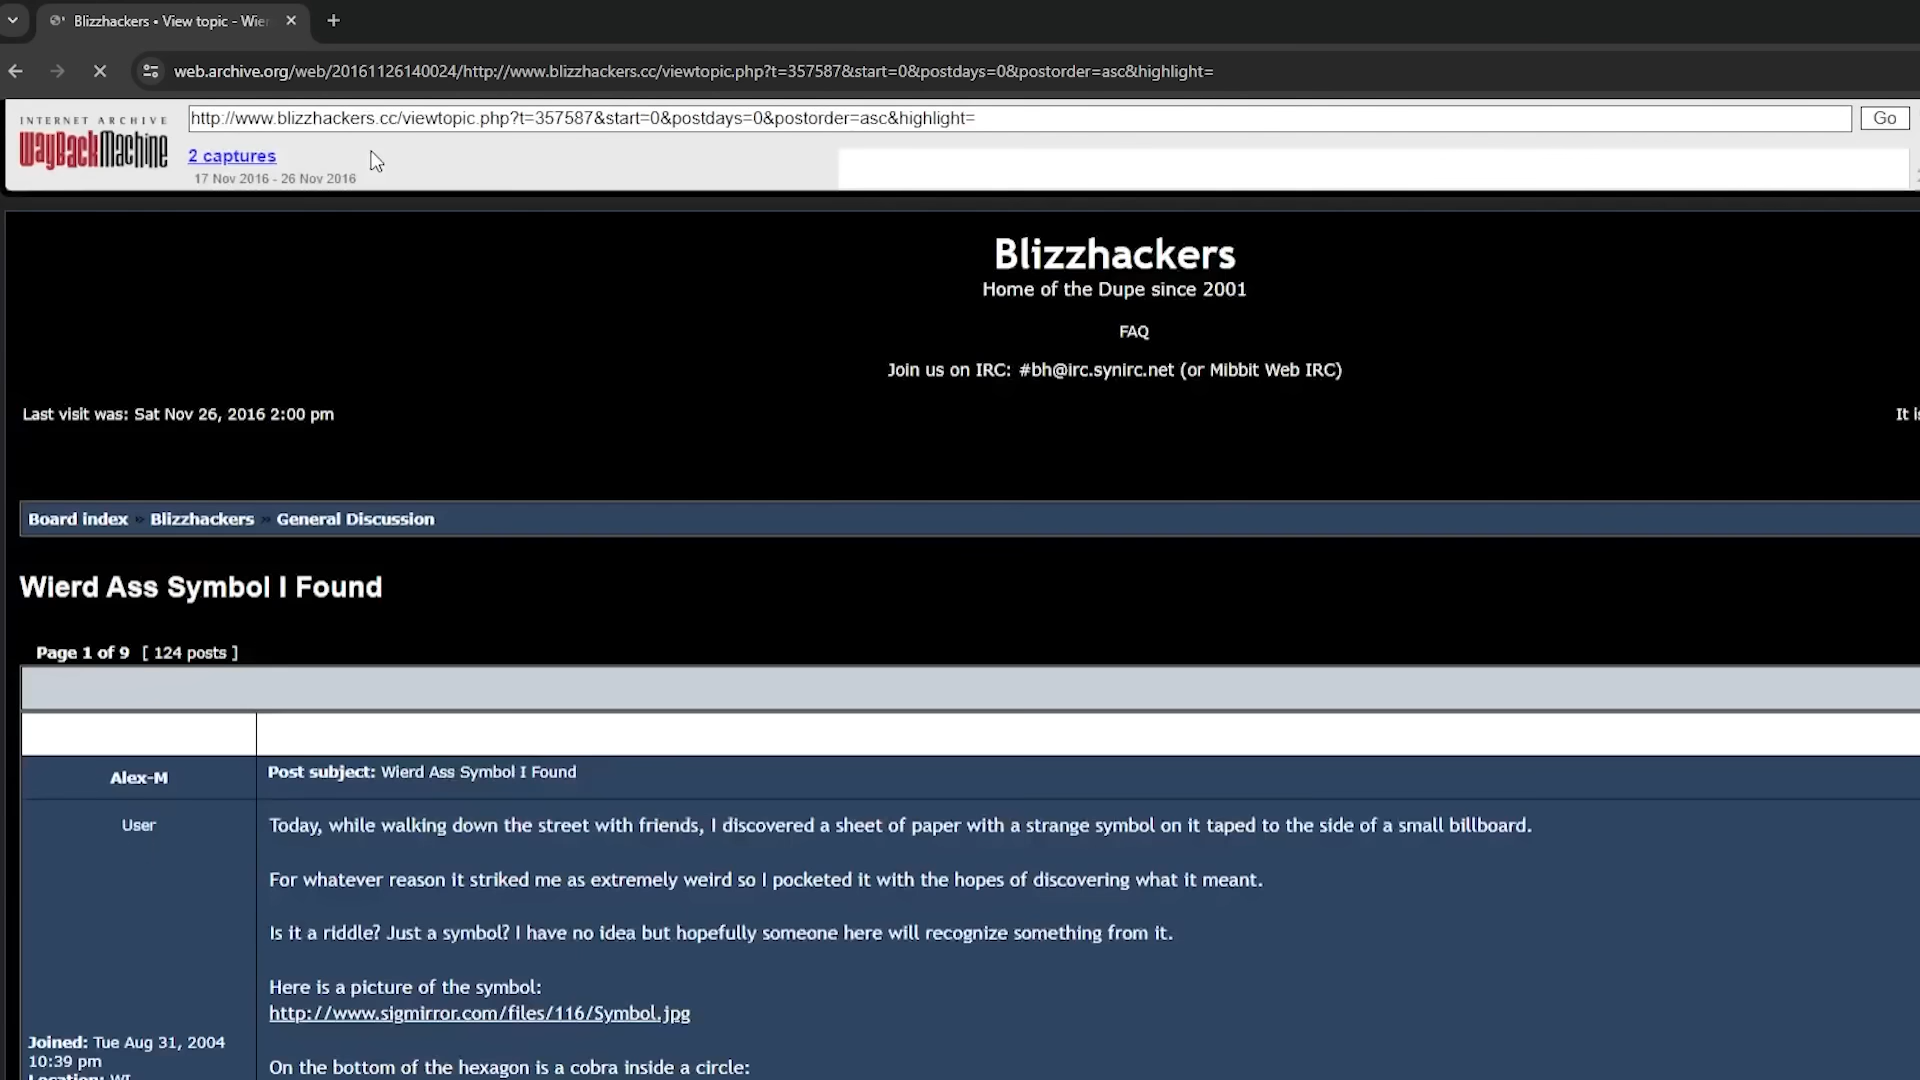 Blizzhackers • View topic - Wier
web.archive.org/web/20161126140024/http://www.blizzhackers.cc/viewtopic.php?t=357587&start=0&postdays=0&postorder=asc&highlight=
INTERNET ARCHIVE
WayBackMachine
http://www.blizzhackers.cc/viewtopic.php?t=357587&start=0&postdays=0&postorder=asc&highlight=
Go
2 captures
17 Nov 2016 - 26 Nov 2016
Blizzhackers
Home of the Dupe since 2001
FAQ
Join us on IRC: #bh@irc.synirc.net (or Mibbit Web IRC)
Last visit was: Sat Nov 26, 2016 2:00 pm
It is
Board index » Blizzhackers » General Discussion
Wierd Ass Symbol I Found
Page 1 of 9 [ 124 posts ]
Alex-M
Post subject: Wierd Ass Symbol I Found
User
Today, while walking down the street with friends, I discovered a sheet of paper with a strange symbol on it taped to the side of a small billboard.
For whatever reason it striked me as extremely weird so I pocketed it with the hopes of discovering what it meant.
Is it a riddle? Just a symbol? I have no idea but hopefully someone here will recognize something from it.
Here is a picture of the symbol:
http://www.sigmirror.com/files/116/Symbol.jpg
Joined: Tue Aug 31, 2004
10:39 pm
Location: WI
On the bottom of the hexagon is a cobra inside a circle: